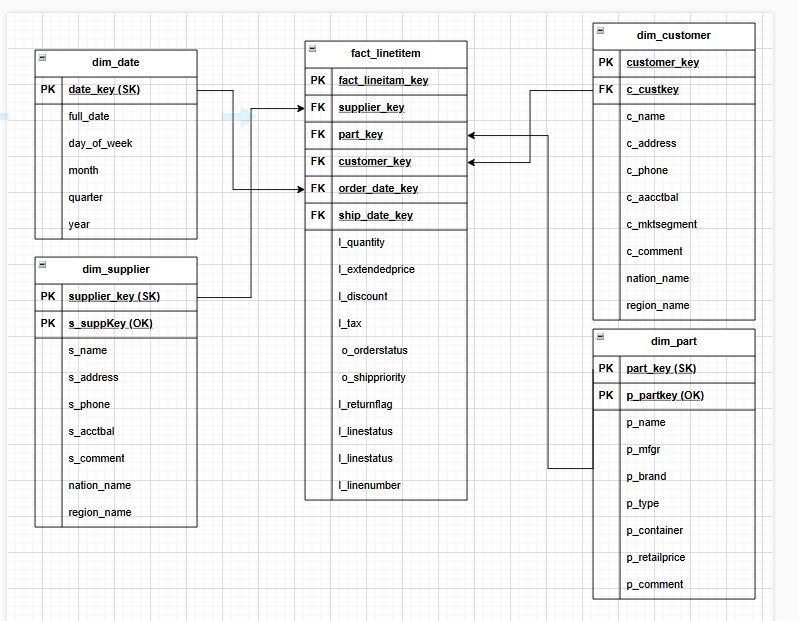 dim_date
PK date_key (SK)
full_date
day_of_week
month
quarter
year
dim_supplier
PK supplier_key (SK)
PK s_suppKey (OK)
s_name
s_address
s_phone
s_acctbal
s_comment
nation_name
region_name
fact_linetitem
PK fact_lineitam_key
FK supplier_key
FK part_key
FK customer_key
FK order_date_key
FK ship_date_key
l_quantity
l_extendedprice
l_discount
l_tax
o_orderstatus
o_shippriority
l_returnflag
l_linestatus
l_linestatus
l_linenumber
dim_customer
PK customer_key
FK c_custkey
c_name
c_address
c_phone
c_aacctbal
c_mktsegment
c_comment
nation_name
region_name
dim_part
PK part_key (SK)
PK p_partkey (OK)
p_name
p_mfgr
p_brand
p_type
p_container
p_retailprice
p_comment